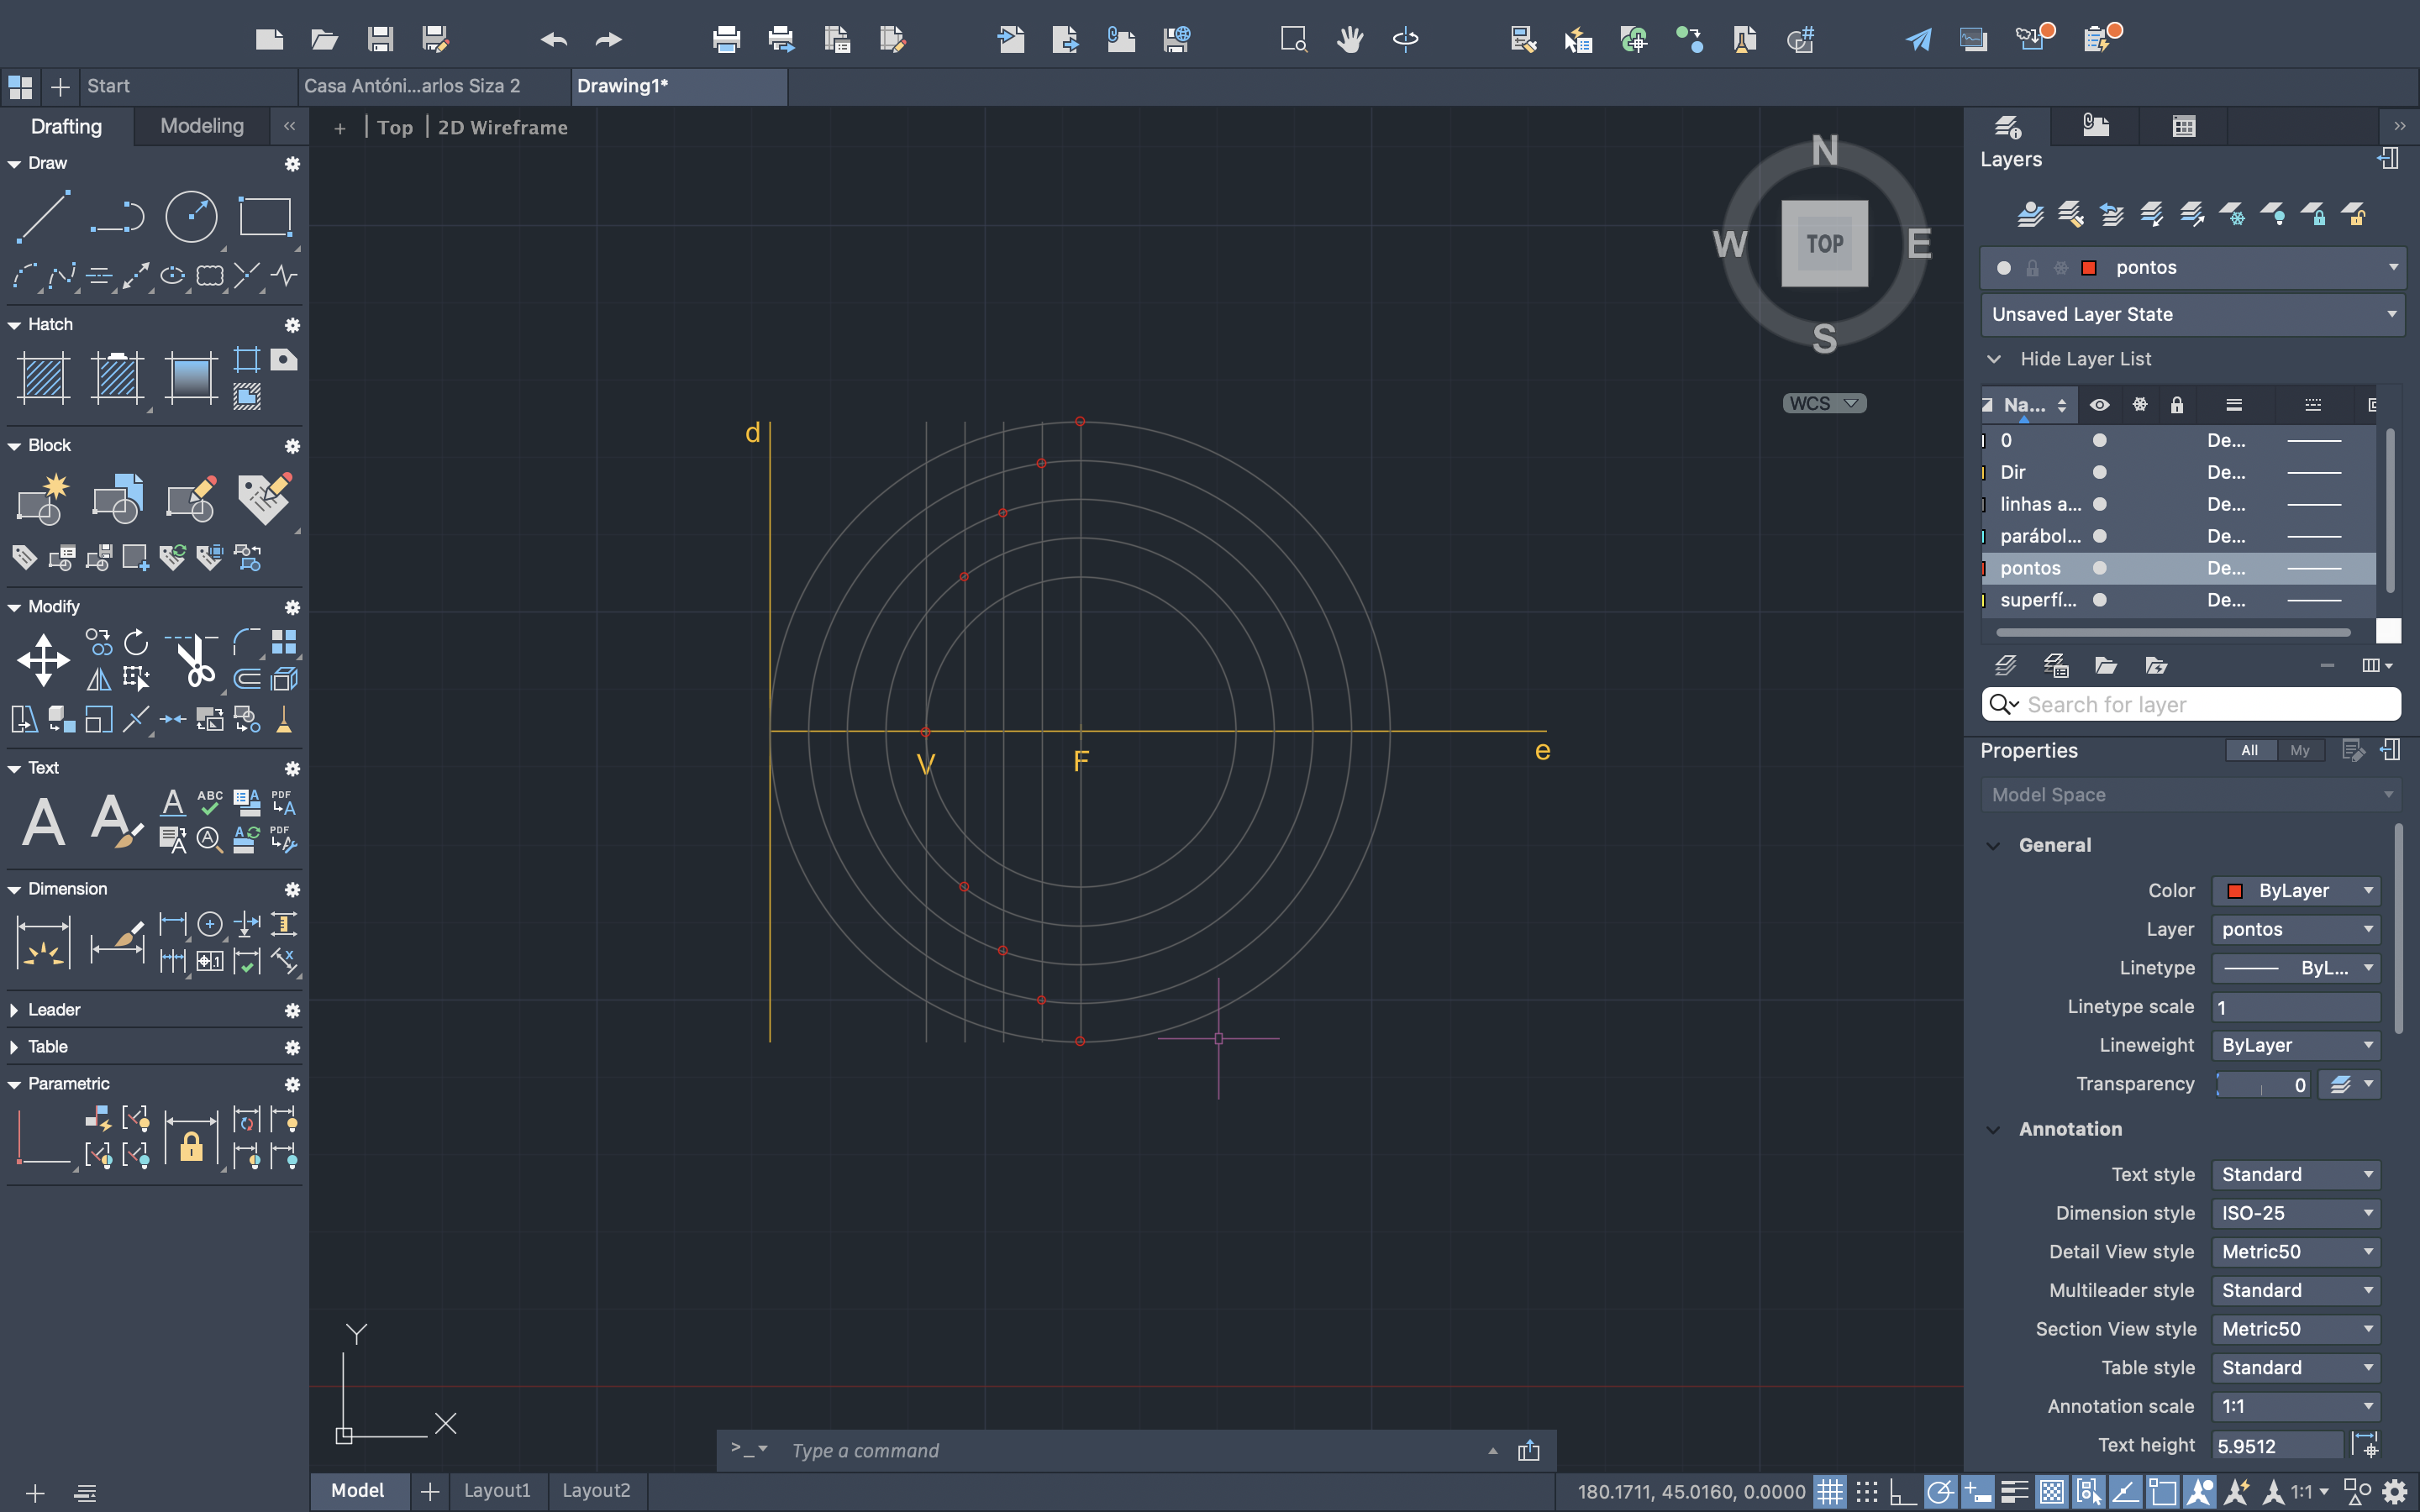 Start
Casa Antóni...arlos Siza 2
Drawing1*
Drafting
Modeling
+ | Top | 2D Wireframe
Draw
Hatch
Block
Modify
Text
ABC
PDF
A
A
A
A
PDF
A
A
A
Dimension
1
Leader
Table
Parametric
d
V
F
e
N
W
TOP
E
S
WCS
Y
X
>_
Type a command
Model
Layout1
Layout2
180.1711, 45.0160, 0.0000
1:1
Layers
pontos
Unsaved Layer State
Hide Layer List
Na...
0 De...
Dir De...
linhas a... De...
parábol... De...
pontos De...
superfí... De...
Search for layer
Properties
All
My
Model Space
General
Color ByLayer
Layer pontos
Linetype ByL...
Linetype scale 1
Lineweight ByLayer
Transparency 0
Annotation
Text style Standard
Dimension style ISO-25
Detail View style Metric50
Multileader style Standard
Section View style Metric50
Table style Standard
Annotation scale 1:1
Text height 5.9512